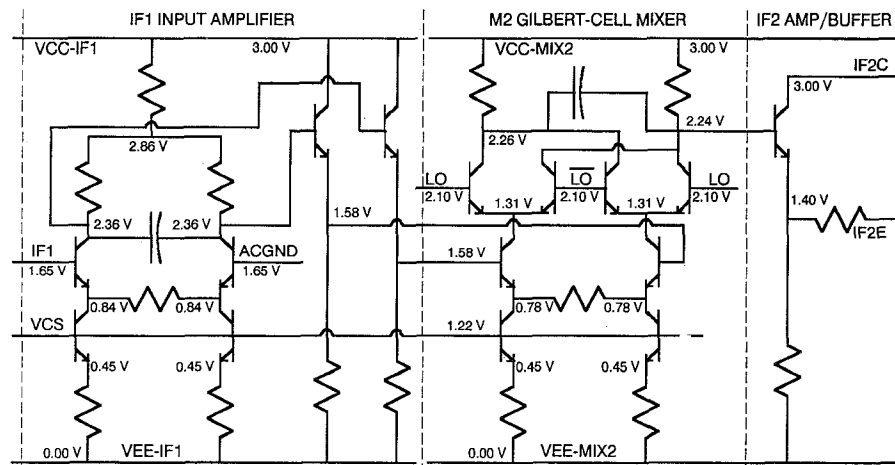 IF1 INPUT AMPLIFIER M2 GILBERT-CELL MIXER IF2 AMP/BUFFER
VCC-IF1 3.00 V VCC-MIX2 3.00 V IF2C
3.00 V
2.86 V 2.26 V 2.24 V
LO LO LO
2.10 V 2.10 V 2.10 V
2.36 V 2.36 V 1.58 V 1.31 V 1.31 V 1.40 V
IF2E
IF1 ACGND 1.58 V
1.65 V 1.65 V
0.84 V 0.84 V 0.78 V 0.78 V
VCS 1.22 V
0.45 V 0.45 V 0.45 V 0.45 V
0.00 V VEE-IF1 0.00 V VEE-MIX2